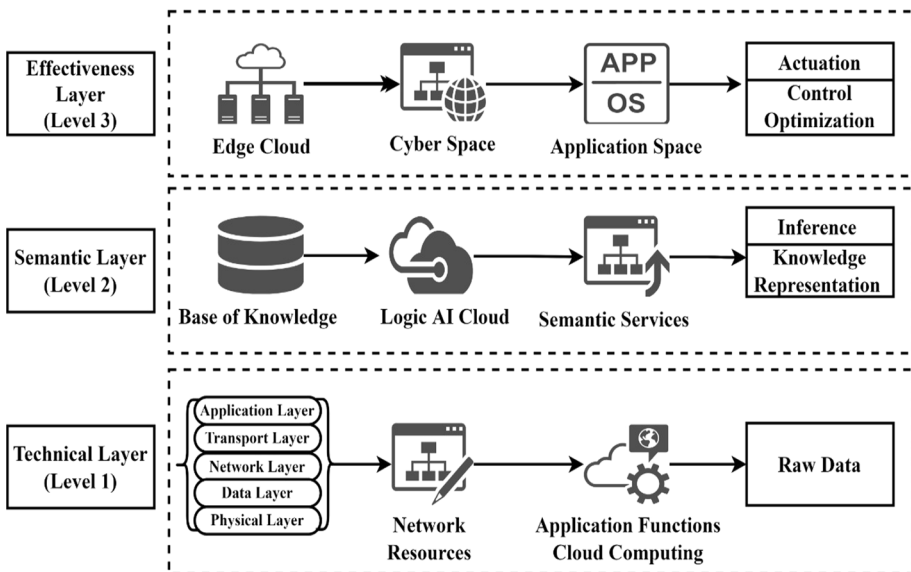 Effectiveness
Layer
(Level 3)
Edge Cloud
Cyber Space
APP
OS
Application Space
Actuation
Control
Optimization
Semantic Layer
(Level 2)
Base of Knowledge
Logic AI Cloud
Semantic Services
Inference
Knowledge
Representation
Technical Layer
(Level 1)
Application Layer
Transport Layer
Network Layer
Data Layer
Physical Layer
Network
Resources
Application Functions
Cloud Computing
Raw Data